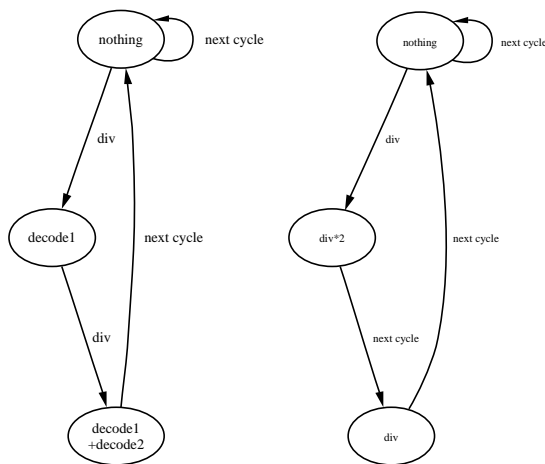 nothing
next cycle
div
decode1
next cycle
div
decode1
+decode2
nothing
next cycle
div
div*2
next cycle
next cycle
div